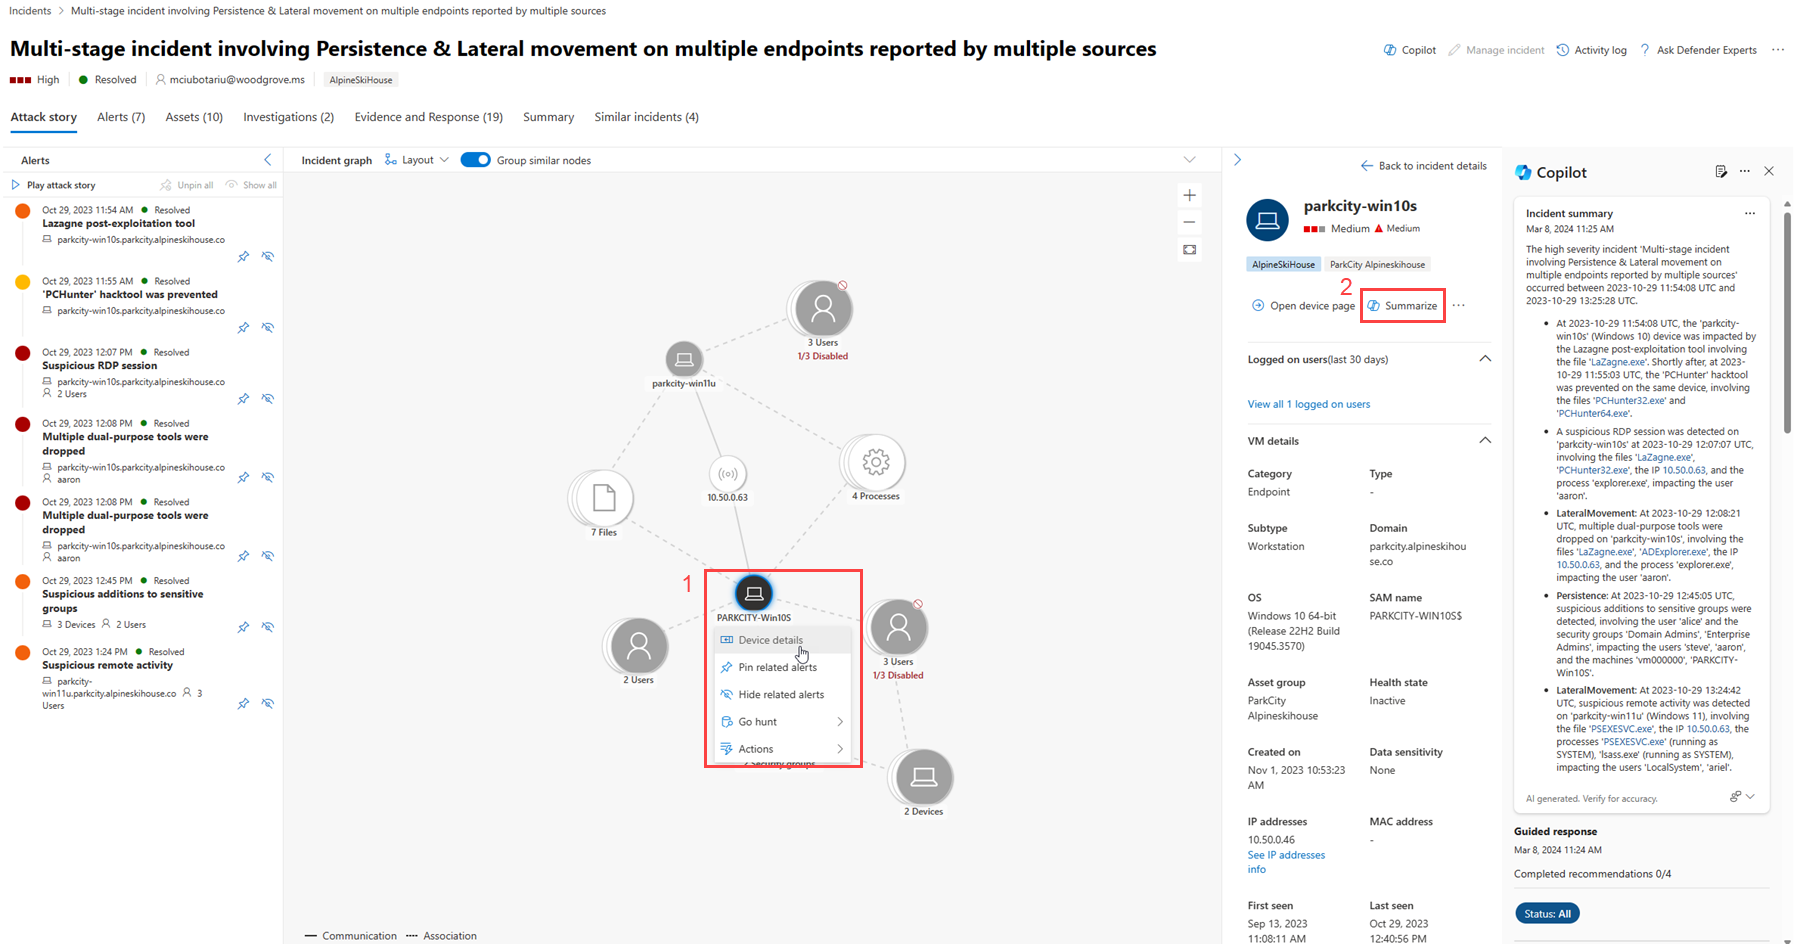 Incidents > Multi-stage incident involving Persistence & Lateral movement on multiple endpoints reported by multiple sources
Multi-stage incident involving Persistence & Lateral movement on multiple endpoints reported by multiple sources
Copilot
Manage incident
Activity log
? Ask Defender Experts
High
Resolved
mciubotariu@woodgrove.ms
AlpineSkiHouse
Attack story
Alerts (7)
Assets (10)
Investigations (2)
Evidence and Response (19)
Summary
Similar incidents (4)
Alerts
Play attack story
Unpin all
Show all
Oct 29, 2023 11:54 AM
Resolved
Lazagne post-exploitation tool
parkcity-win10s.parkcity.alpineskihouse.co
Oct 29, 2023 11:55 AM
Resolved
'PCHunter' hacktool was prevented
parkcity-win10s.parkcity.alpineskihouse.co
Oct 29, 2023 12:07 PM
Resolved
Suspicious RDP session
parkcity-win10s.parkcity.alpineskihouse.co
2 Users
Oct 29, 2023 12:08 PM
Resolved
Multiple dual-purpose tools were
dropped
parkcity-win10s.parkcity.alpineskihouse.co
aaron
Oct 29, 2023 12:08 PM
Resolved
Multiple dual-purpose tools were
dropped
parkcity-win10s.parkcity.alpineskihouse.co
aaron
Oct 29, 2023 12:45 PM
Resolved
Suspicious additions to sensitive
groups
3 Devices
2 Users
Oct 29, 2023 1:24 PM
Resolved
Suspicious remote activity
parkcity-
win11u.parkcity.alpineskihouse.co
3
Users
Incident graph
Layout
Group similar nodes
3 Users
1/3 Disabled
parkcity-win11u
10.50.0.63
4 Processes
7 Files
1
PARKCITY-Win10S
Device details
Pin related alerts
Hide related alerts
Go hunt
Actions
2 Security groups
2 Users
3 Users
1/3 Disabled
2 Devices
Communication
Association
Back to incident details
parkcity-win10s
Medium
Medium
AlpineSkiHouse
ParkCity Alpineskihouse
2
Open device page
Summarize
Logged on users(last 30 days)
View all 1 logged on users
VM details
Category
Type
Endpoint
-
Subtype
Domain
Workstation
parkcity.alpineskihou
se.co
OS
SAM name
Windows 10 64-bit
(Release 22H2 Build
19045.3570)
PARKCITY-WIN10S$
Asset group
Health state
ParkCity
Alpineskihouse
Inactive
Created on
Data sensitivity
Nov 1, 2023 10:53:23
AM
None
IP addresses
MAC address
10.50.0.46
-
See IP addresses
info
First seen
Last seen
Sep 13, 2023
11:08:11 AM
Oct 29, 2023
12:40:56 PM
Copilot
Incident summary
Mar 8, 2024 11:25 AM
The high severity incident 'Multi-stage incident
involving Persistence & Lateral movement on
multiple endpoints reported by multiple sources'
occurred between 2023-10-29 11:54:08 UTC and
2023-10-29 13:25:28 UTC.
• At 2023-10-29 11:54:08 UTC, the 'parkcity-
win10s' (Windows 10) device was impacted by
the Lazagne post-exploitation tool involving
the file 'LaZagne.exe'. Shortly after, at 2023-
10-29 11:55:03 UTC, the 'PCHunter' hacktool
was prevented on the same device, involving
the files 'PCHunter32.exe' and
'PCHunter64.exe'.
• A suspicious RDP session was detected on
'parkcity-win10s' at 2023-10-29 12:07:07 UTC,
involving the files 'LaZagne.exe',
'PCHunter32.exe', the IP 10.50.0.63, and the
process 'explorer.exe', impacting the user
'aaron'.
• LateralMovement: At 2023-10-29 12:08:21
UTC, multiple dual-purpose tools were
dropped on 'parkcity-win10s', involving the
files 'LaZagne.exe', 'ADExplorer.exe', the IP
10.50.0.63, and the process 'explorer.exe',
impacting the user 'aaron'.
• Persistence: At 2023-10-29 12:45:05 UTC,
suspicious additions to sensitive groups were
detected, involving the user 'alice' and the
security groups 'Domain Admins', 'Enterprise
Admins', impacting the users 'steve', 'aaron',
and the machines 'vm000000', 'PARKCITY-
Win10S'.
• LateralMovement: At 2023-10-29 13:24:42
UTC, suspicious remote activity was detected
on 'parkcity-win11u' (Windows 11), involving
the file 'PSEXESVC.exe', the IP 10.50.0.63, the
processes 'PSEXESVC.exe' (running as
SYSTEM), 'lsass.exe' (running as SYSTEM),
impacting the users 'LocalSystem', 'ariel'.
AI generated. Verify for accuracy.
Guided response
Mar 8, 2024 11:24 AM
Completed recommendations 0/4
Status: All